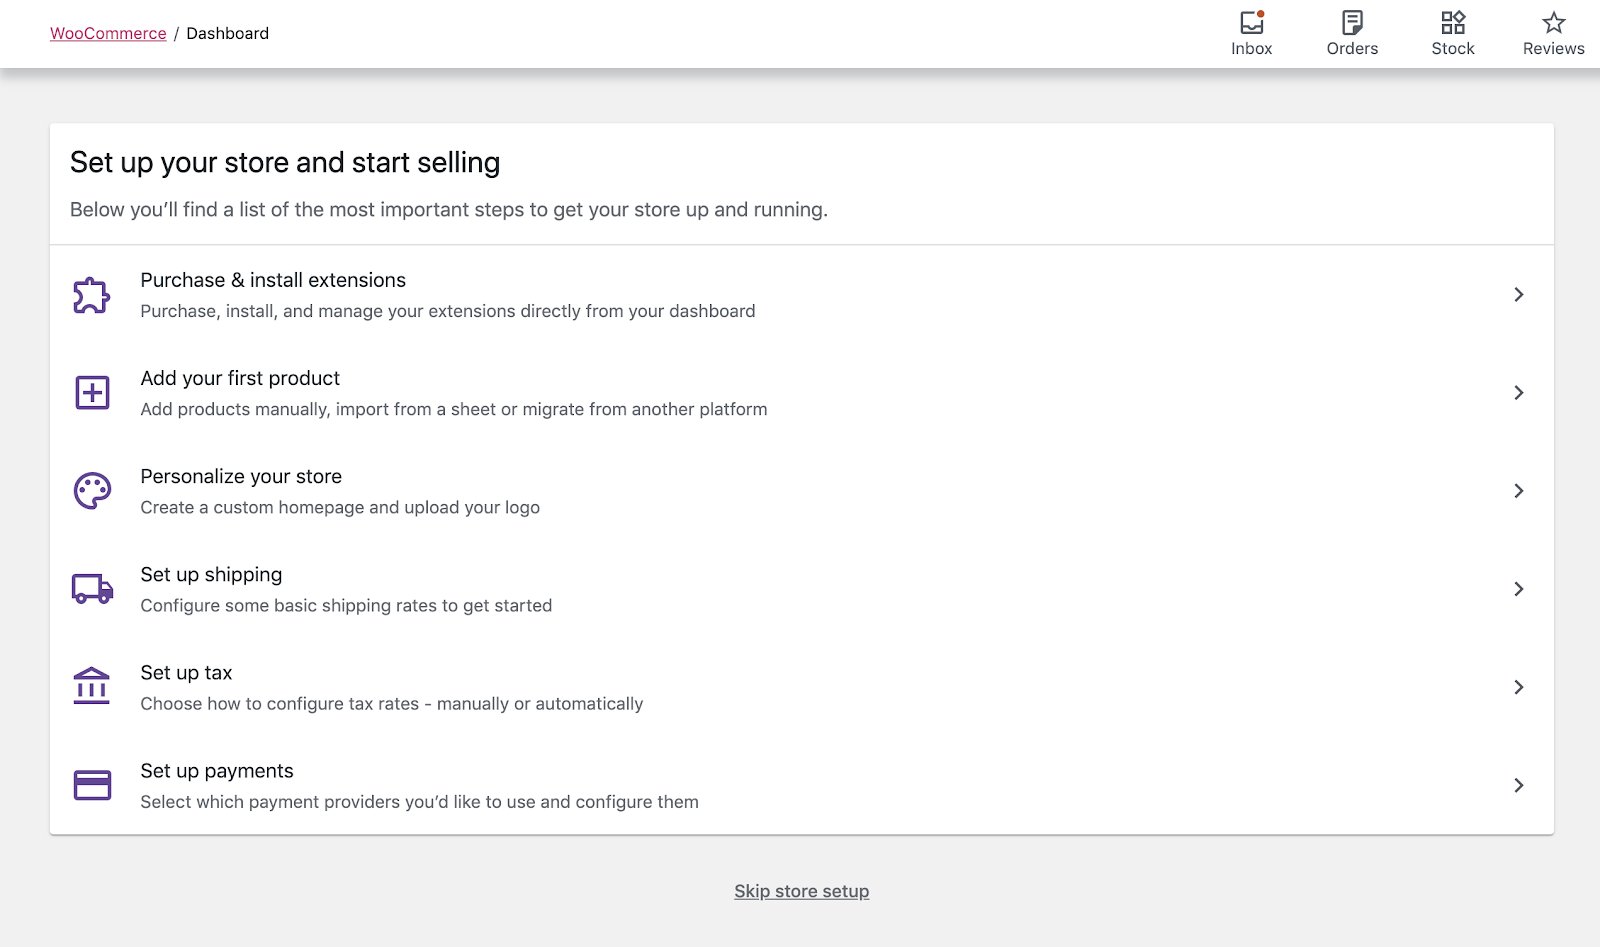 WooCommerce / Dashboard
Inbox
Orders
Stock
Reviews
Set up your store and start selling
Below you’ll find a list of the most important steps to get your store up and running.
Purchase & install extensions
Purchase, install, and manage your extensions directly from your dashboard
Add your first product
Add products manually, import from a sheet or migrate from another platform
Personalize your store
Create a custom homepage and upload your logo
Set up shipping
Configure some basic shipping rates to get started
Set up tax
Choose how to configure tax rates - manually or automatically
Set up payments
Select which payment providers you’d like to use and configure them
Skip store setup